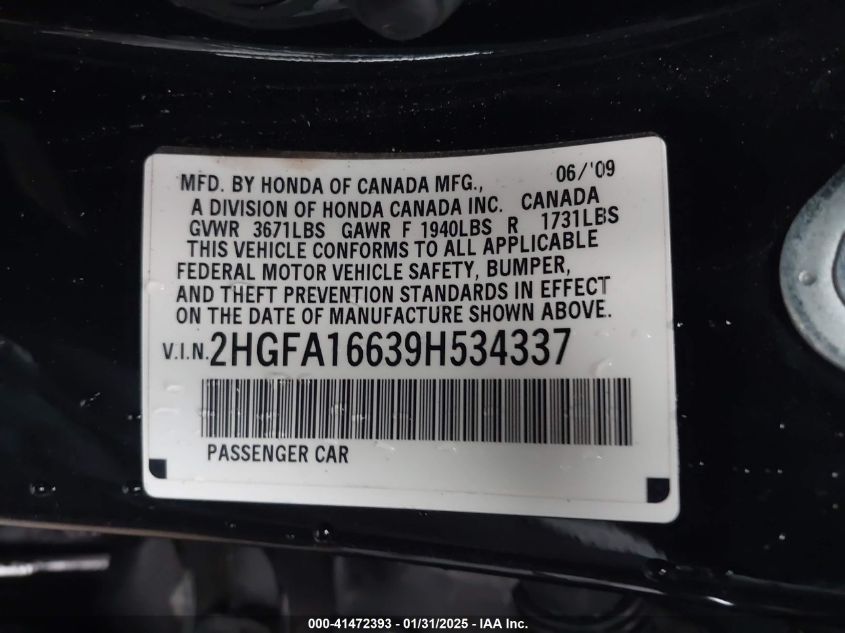 06/'09
MFD. BY HONDA OF CANADA MFG.,
A DIVISION OF HONDA CANADA INC. CANADA
GVWR 3671LBS GAWR F 1940LBS R 1731LBS
THIS VEHICLE CONFORMS TO ALL APPLICABLE
FEDERAL MOTOR VEHICLE SAFETY, BUMPER,
AND THEFT PREVENTION STANDARDS IN EFFECT
ON THE DATE OF MANUFACTURE SHOWN ABOVE.
V.I.N. 2HGFA16639H534337
PASSENGER CAR
000-41472393 - 01/31/2025 - IAA Inc.